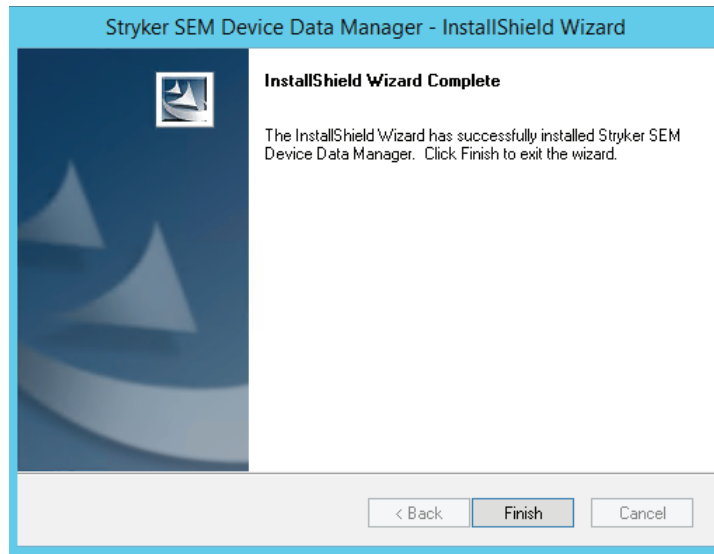 Stryker SEM Device Data Manager - InstallShield Wizard
InstallShield Wizard Complete
The InstallShield Wizard has successfully installed Stryker SEM
Device Data Manager. Click Finish to exit the wizard.
< Back
Finish
Cancel